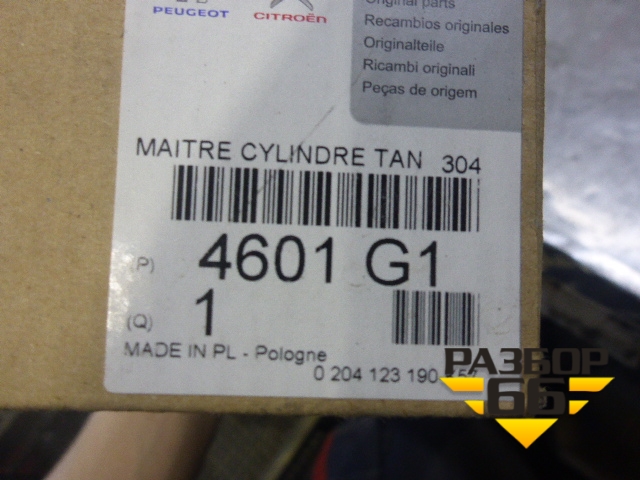 PEUGEOT CITROËN
Original parts
Recambios originales
Originalteile
Ricambi originali
Peças de origem
MAITRE CYLINDRE TAN 304
(P) 4601 G1
(Q) 1
MADE IN PL - Pologne
0 204 123 190
РАЗБОР
66